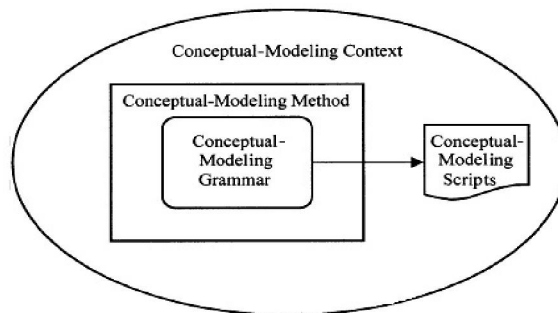 Conceptual-Modeling Context
Conceptual-Modeling Method
Conceptual-
Modeling
Grammar
Conceptual-
Modeling
Scripts